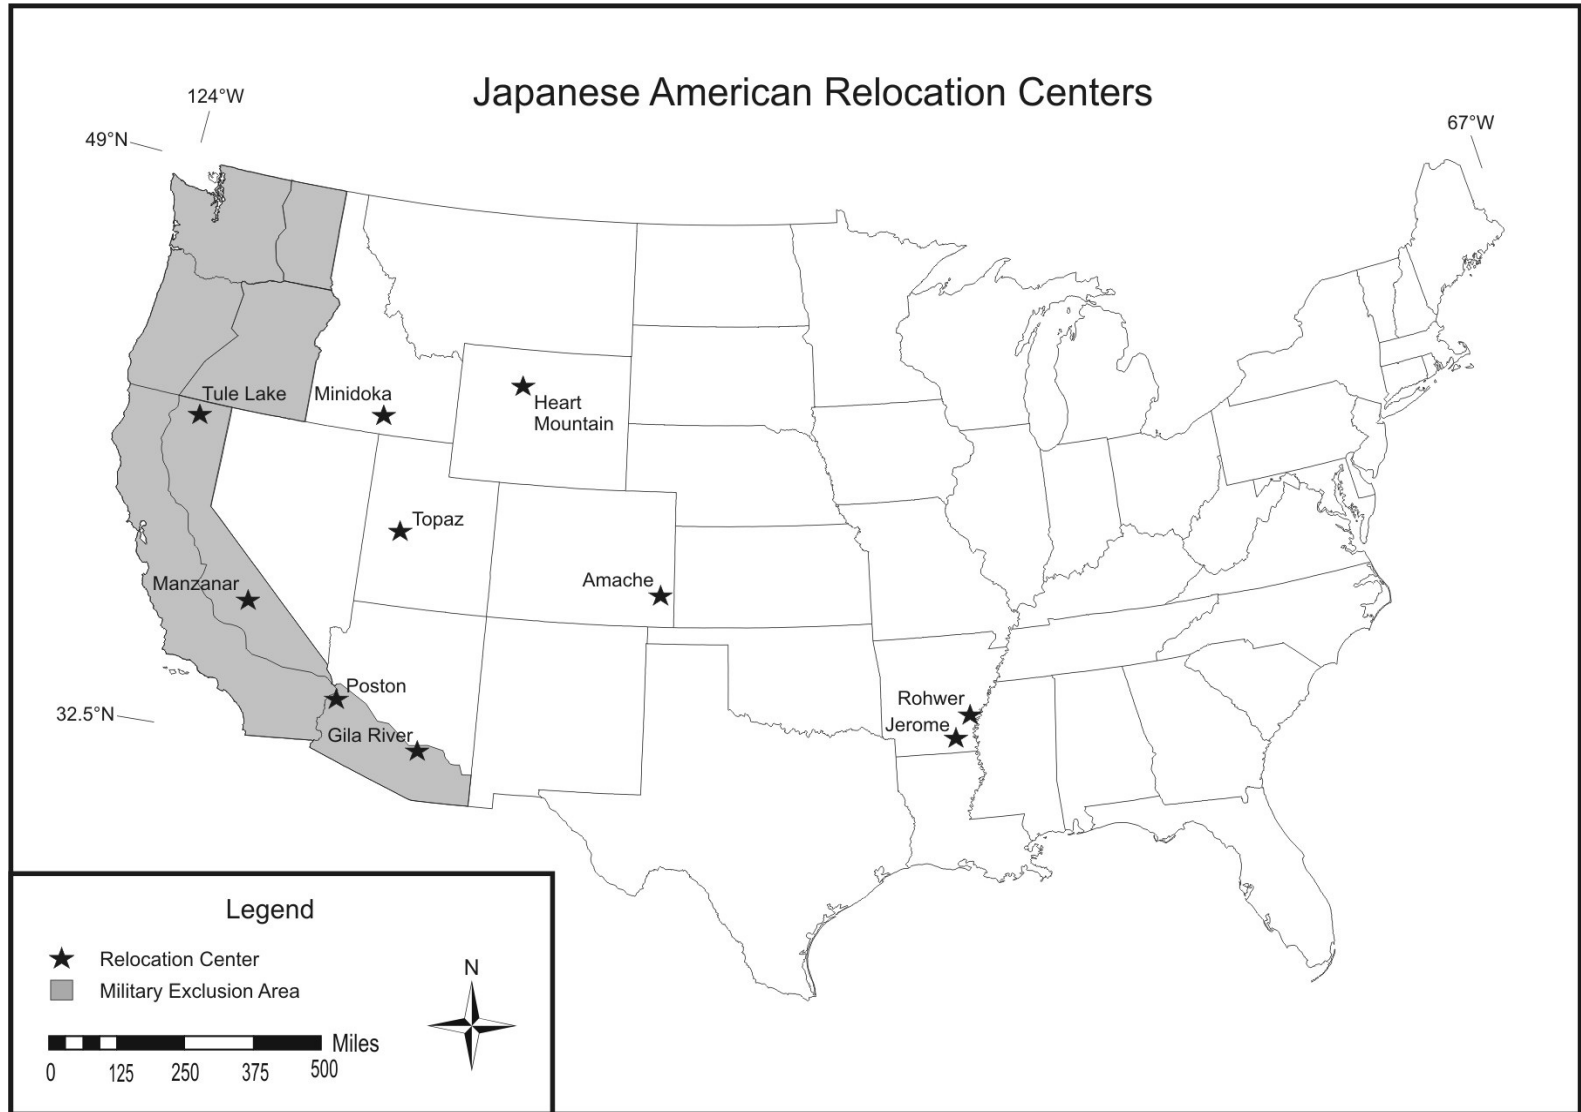 Japanese American Relocation Centers
124°W
49°N
67°W
Tule Lake
Minidoka
Heart
Mountain
Topaz
Amache
Manzanar
Poston
Rohwer
32.5°N
Jerome
Gila River
Legend
Relocation Center
N
Military Exclusion Area
Miles
0 125 250 375 500